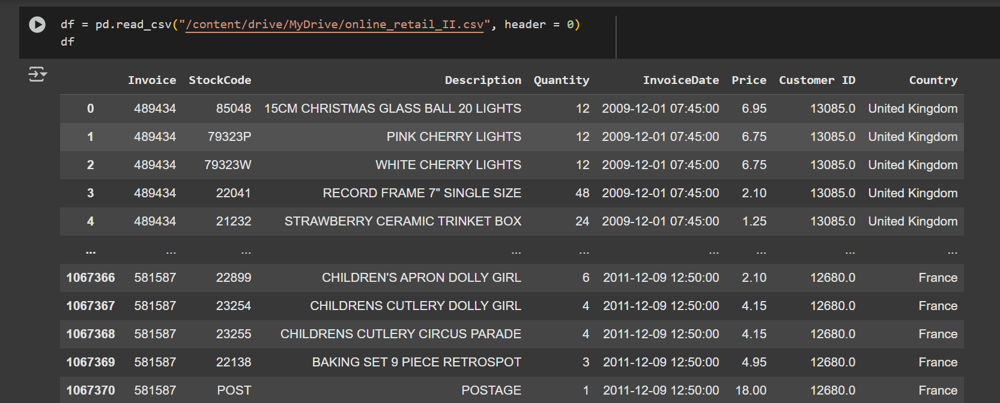 df = pd.read_csv("/content/drive/MyDrive/online_retail_II.csv", header = 0)
df
Invoice StockCode Description Quantity InvoiceDate Price Customer ID Country
0 489434 85048 15CM CHRISTMAS GLASS BALL 20 LIGHTS 12 2009-12-01 07:45:00 6.95 13085.0 United Kingdom
1 489434 79323P PINK CHERRY LIGHTS 12 2009-12-01 07:45:00 6.75 13085.0 United Kingdom
2 489434 79323W WHITE CHERRY LIGHTS 12 2009-12-01 07:45:00 6.75 13085.0 United Kingdom
3 489434 22041 RECORD FRAME 7" SINGLE SIZE 48 2009-12-01 07:45:00 2.10 13085.0 United Kingdom
4 489434 21232 STRAWBERRY CERAMIC TRINKET BOX 24 2009-12-01 07:45:00 1.25 13085.0 United Kingdom
... ... ... ... ... ... ... ... ...
1067366 581587 22899 CHILDREN'S APRON DOLLY GIRL 6 2011-12-09 12:50:00 2.10 12680.0 France
1067367 581587 23254 CHILDRENS CUTLERY DOLLY GIRL 4 2011-12-09 12:50:00 4.15 12680.0 France
1067368 581587 23255 CHILDRENS CUTLERY CIRCUS PARADE 4 2011-12-09 12:50:00 4.15 12680.0 France
1067369 581587 22138 BAKING SET 9 PIECE RETROSPOT 3 2011-12-09 12:50:00 4.95 12680.0 France
1067370 581587 POST POSTAGE 1 2011-12-09 12:50:00 18.00 12680.0 France